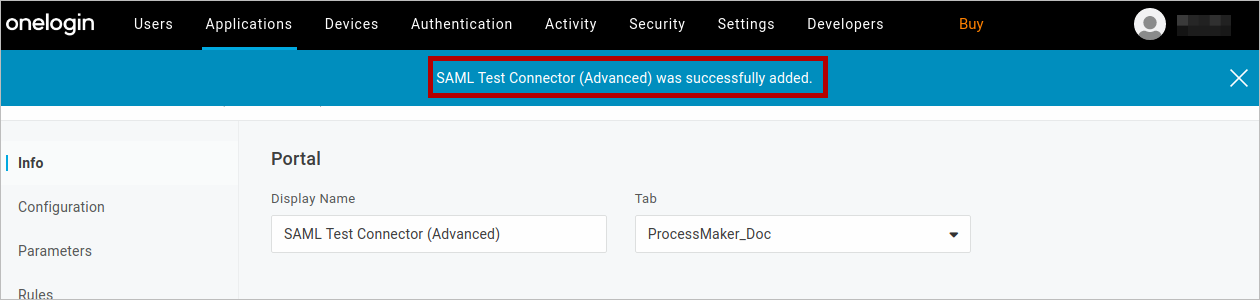 onelogin Users Applications Devices Authentication Activity Security Settings Developers Buy
SAML Test Connector (Advanced) was successfully added.
Info
Portal
Display Name Tab
Configuration
SAML Test Connector (Advanced) ProcessMaker_Doc
Parameters
Rules